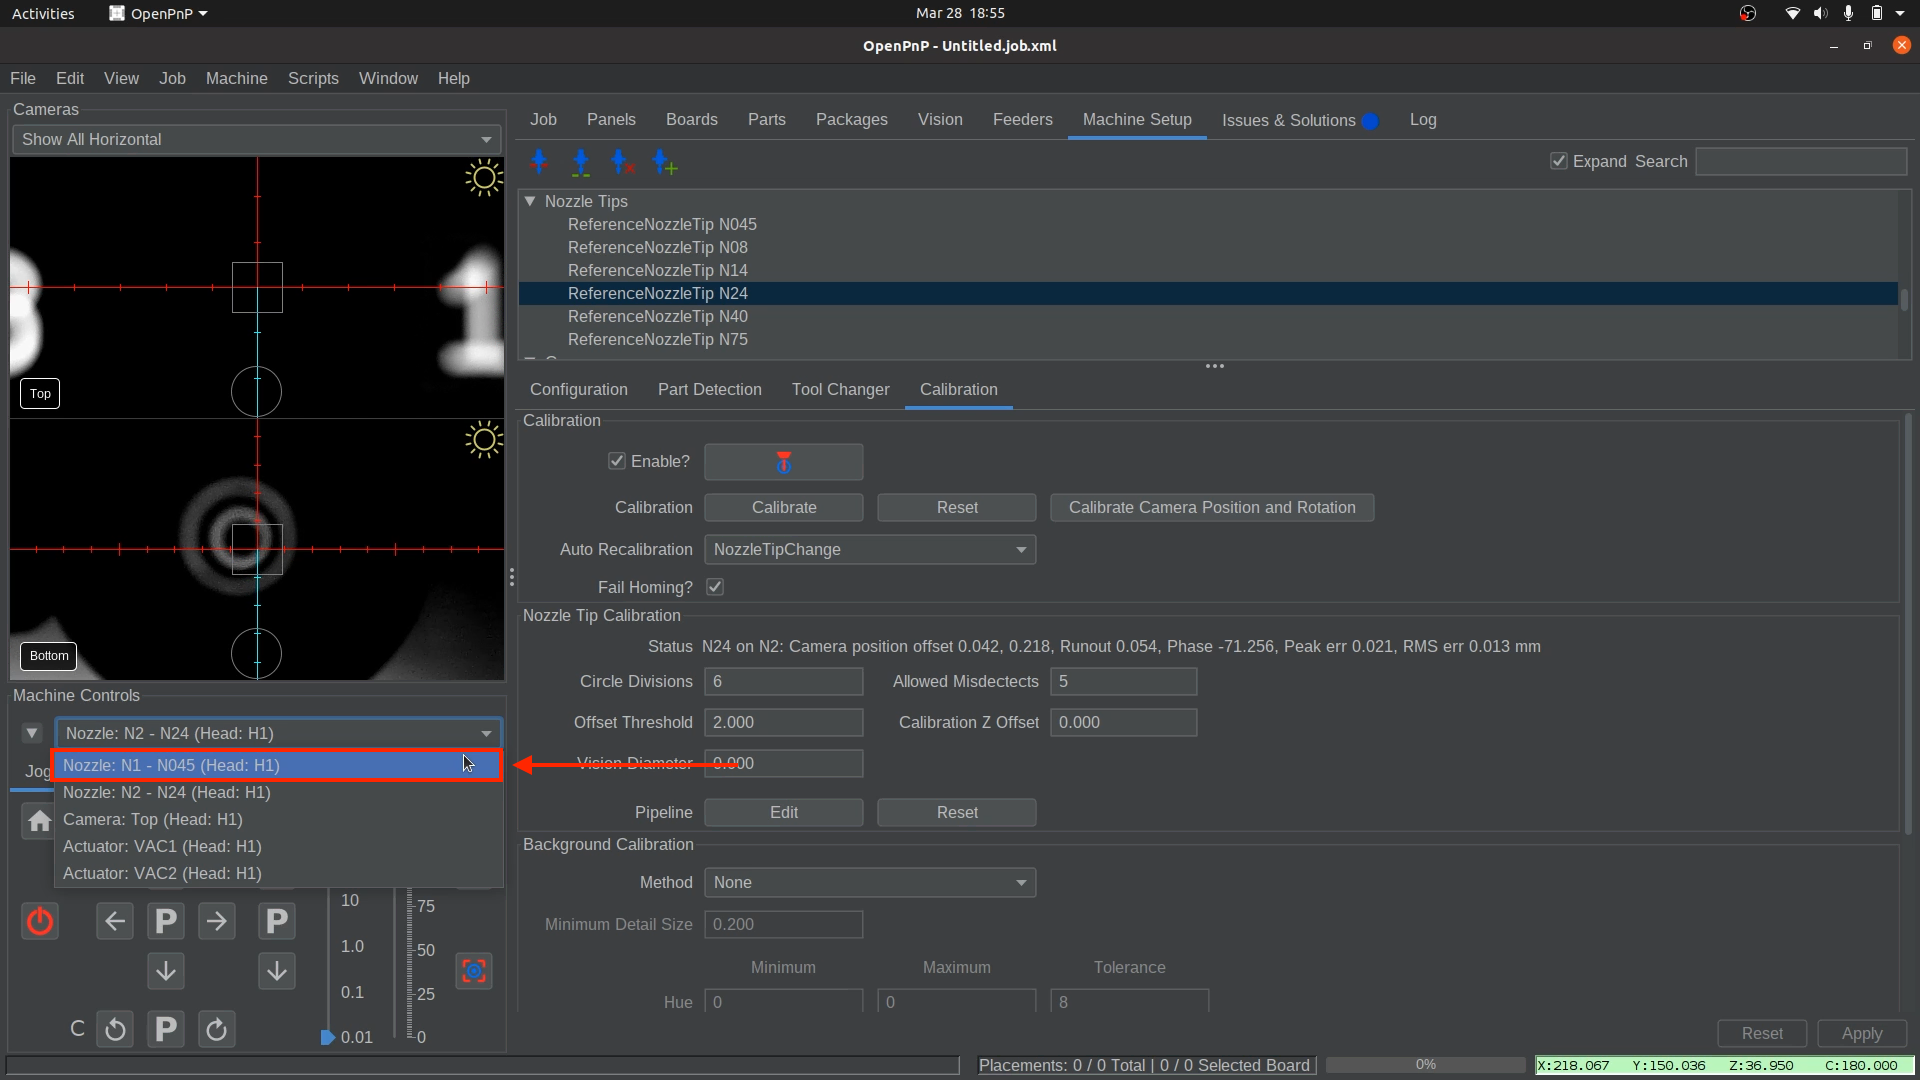 Activities OpenPnP Mar 28 18:55
OpenPnP - Untitled.job.xml
File Edit View Job Machine Scripts Window Help
Cameras
Show All Horizontal
Top
Bottom
Machine Controls
Nozzle: N2 - N24 (Head: H1)
Jog
Nozzle: N1 - N045 (Head: H1)
Nozzle: N2 - N24 (Head: H1)
Camera: Top (Head: H1)
Actuator: VAC1 (Head: H1)
Actuator: VAC2 (Head: H1)
10
75
P P
1.0
50
0.1
25
C P
0.01
0
Job Panels Boards Parts Packages Vision Feeders Machine Setup Issues & Solutions Log
Expand Search
Nozzle Tips
ReferenceNozzleTip N045
ReferenceNozzleTip N08
ReferenceNozzleTip N14
ReferenceNozzleTip N24
ReferenceNozzleTip N40
ReferenceNozzleTip N75
Configuration Part Detection Tool Changer Calibration
Calibration
Enable?
Calibration Calibrate Reset Calibrate Camera Position and Rotation
Auto Recalibration NozzleTipChange
Fail Homing?
Nozzle Tip Calibration
Status N24 on N2: Camera position offset 0.042, 0.218, Runout 0.054, Phase -71.256, Peak err 0.021, RMS err 0.013 mm
Circle Divisions 6 Allowed Misdectects 5
Offset Threshold 2.000 Calibration Z Offset 0.000
Vision Diameter 0.000
Pipeline Edit Reset
Background Calibration
Method None
Minimum Detail Size 0.200
Minimum Maximum Tolerance
Hue 0 0 8
Reset Apply
Placements: 0 / 0 Total | 0 / 0 Selected Board 0% X:218.067 Y:150.036 Z:36.950 C:180.000